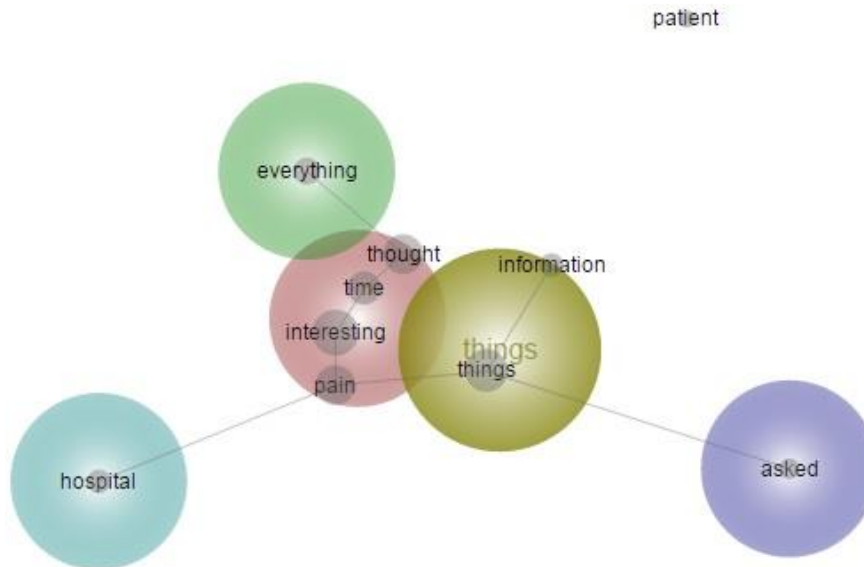 patient
everything
thought
information
time
interesting
things
things
pain
hospital
asked